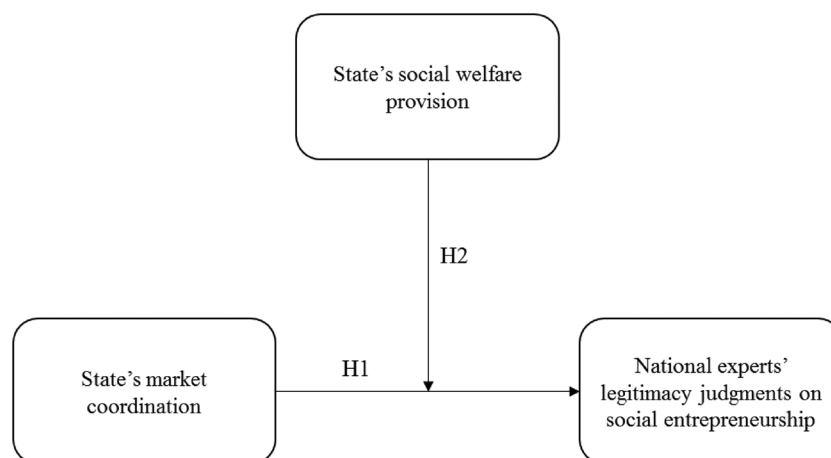 State’s social welfare
provision
H2
H1
State’s market
coordination
National experts’
legitimacy judgments on
social entrepreneurship